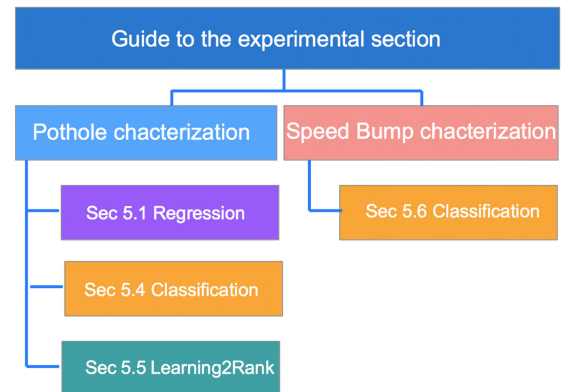 Guide to the experimental section
Pothole chacterization
Speed Bump chacterization
Sec 5.1 Regression
Sec 5.6 Classification
Sec 5.4 Classification
Sec 5.5 Learning2Rank